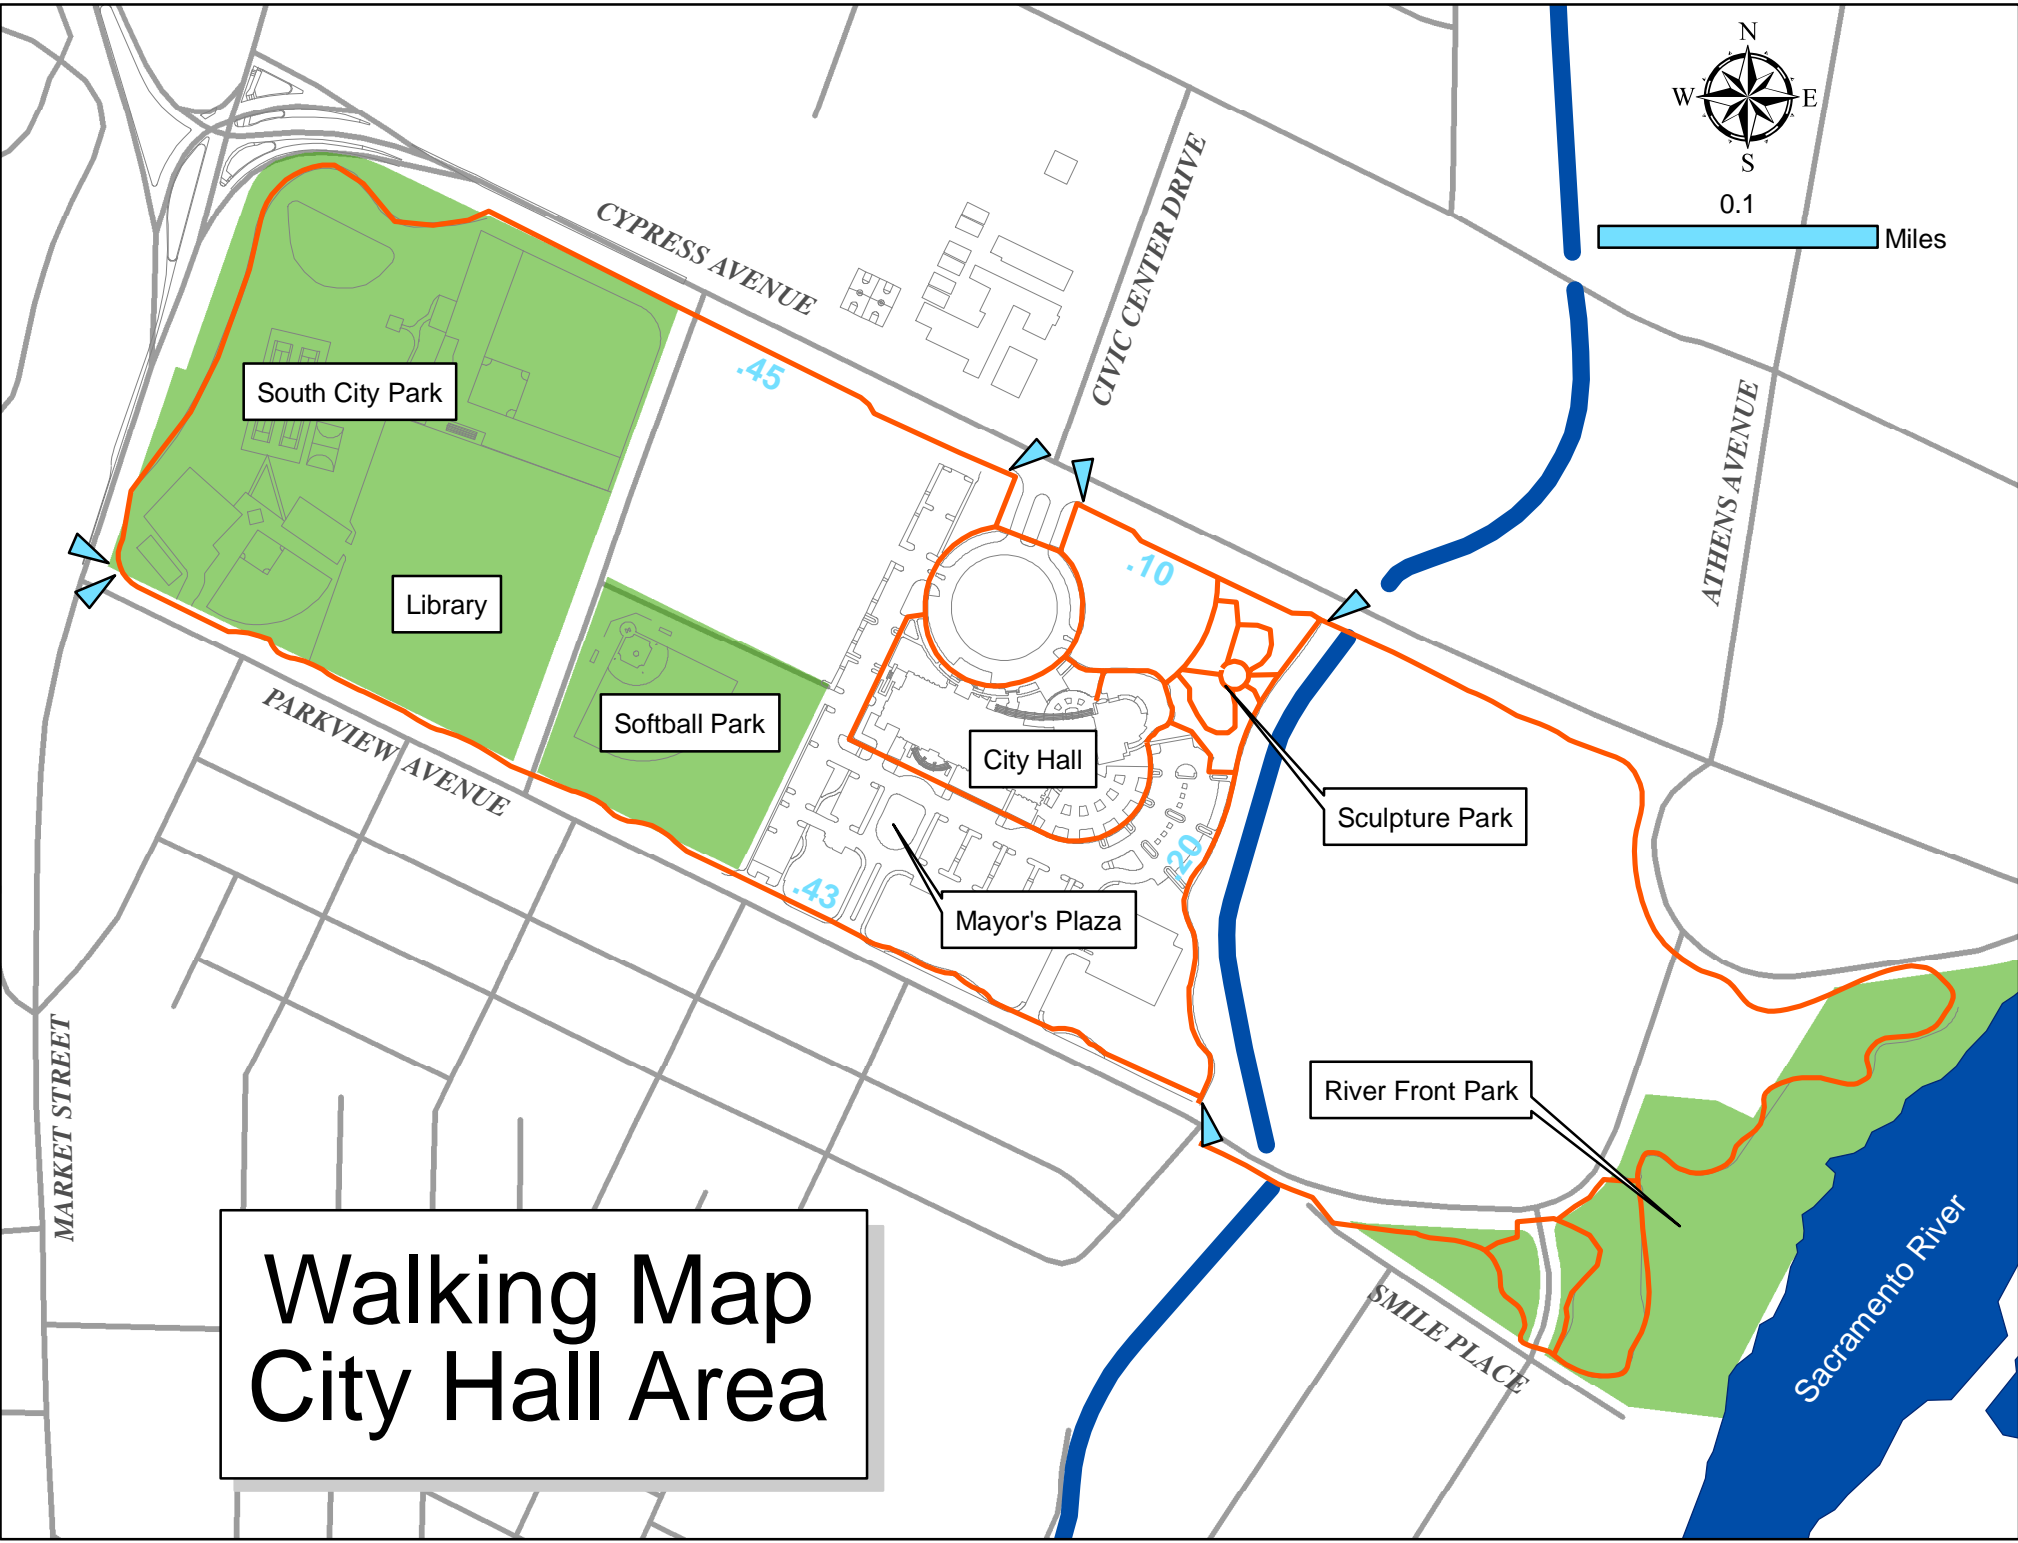 N
W
E
S
0.1
Miles
CYPRESS AVENUE
CIVIC CENTER DRIVE
ATHENS AVENUE
.45
South City Park
.10
Library
Softball Park
City Hall
PARKVIEW AVENUE
Sculpture Park
.20
.43
Mayor's Plaza
MARKET STREET
River Front Park
Sacramento River
SMILE PLACE
Walking Map
City Hall Area